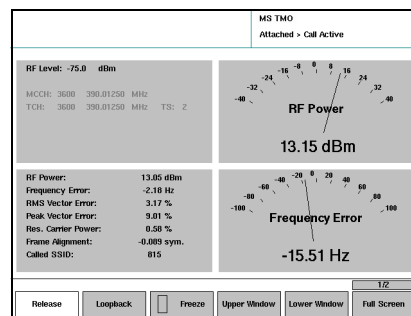 MS TMO
Attached > Call Active
RF Level: -75.0 dBm
MCCH: 3600 390.01250 MHz
TCH: 3600 390.01250 MHz TS: 2
-40 -32 -24 -16 -8 0 8 16 24 32 40
RF Power
13.15 dBm
RF Power: 13.05 dBm
Frequency Error: -2.18 Hz
RMS Vector Error: 3.17 %
Peak Vector Error: 9.01 %
Res. Carrier Power: 0.58 %
Frame Alignment: -0.089 sym.
Called SSID: 815
-100 -80 -60 -40 -20 0 20 40 60 80 100
Frequency Error
-15.51 Hz
1/2
Release Loopback Freeze Upper Window Lower Window Full Screen